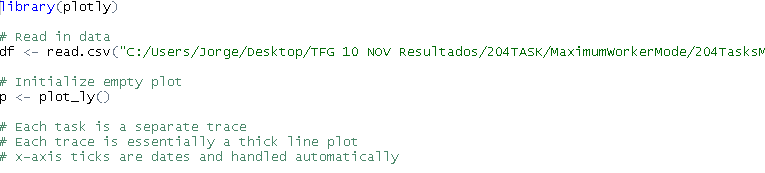 library(plotly)
# Read in data
df <- read.csv("C:/Users/Jorge/Desktop/TFG 10 NOV Resultados/204TASK/MaximumWorkerMode/204TasksM
# Initialize empty plot
p <- plot_ly()
# Each task is a separate trace
# Each trace is essentially a thick line plot
# x-axis ticks are dates and handled automatically